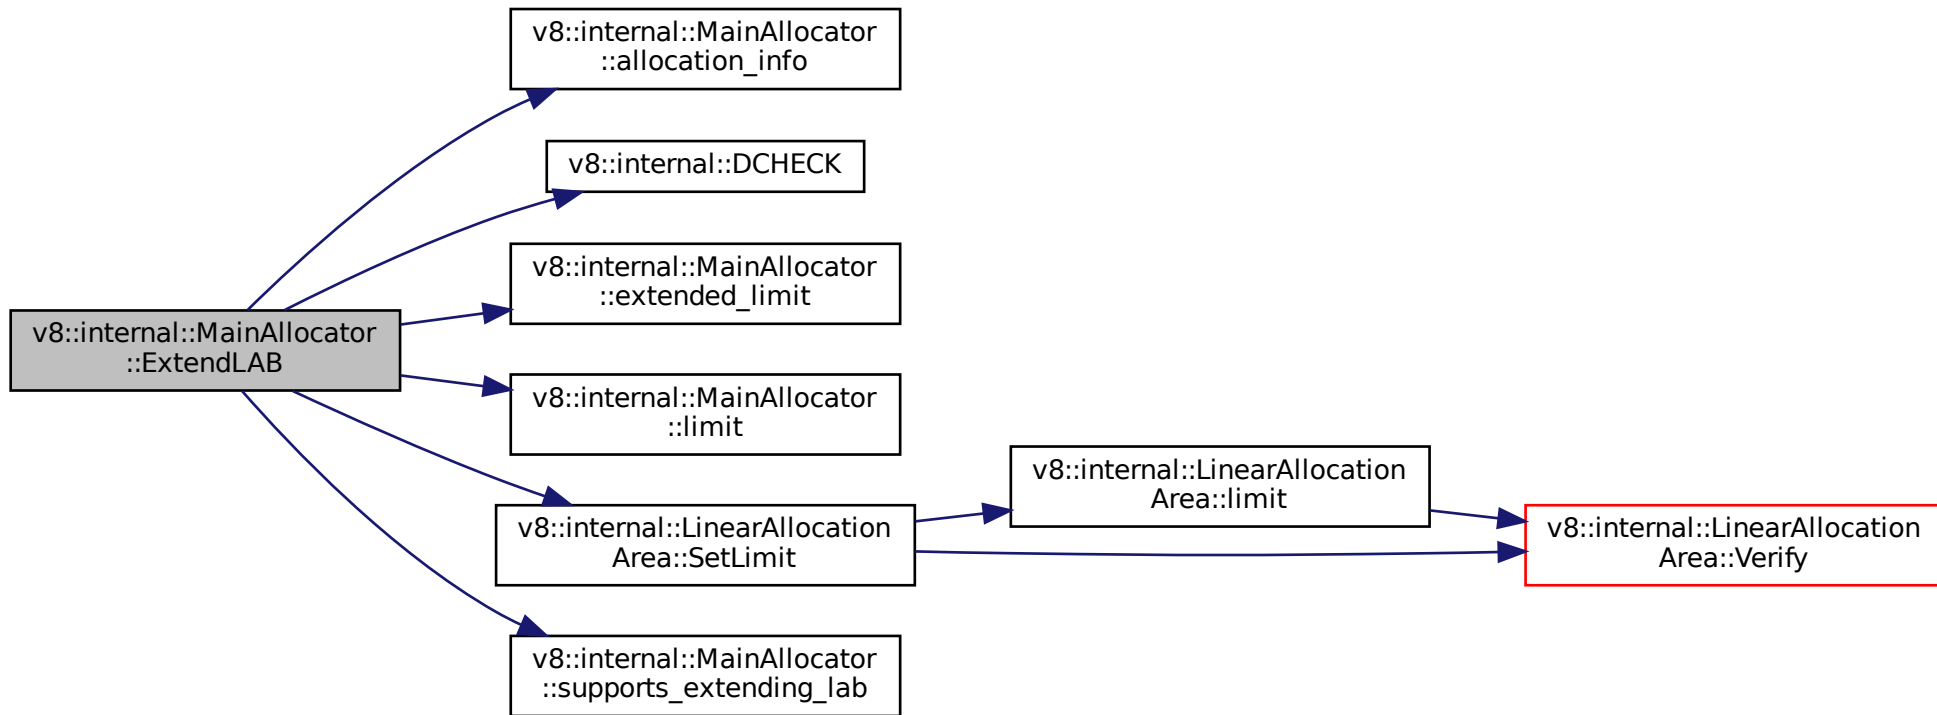 v8::internal::MainAllocator
::ExtendLAB
v8::internal::MainAllocator
::allocation_info
v8::internal::DCHECK
v8::internal::MainAllocator
::extended_limit
v8::internal::MainAllocator
::limit
v8::internal::LinearAllocation
Area::SetLimit
v8::internal::MainAllocator
::supports_extending_lab
v8::internal::LinearAllocation
Area::limit
v8::internal::LinearAllocation
Area::Verify